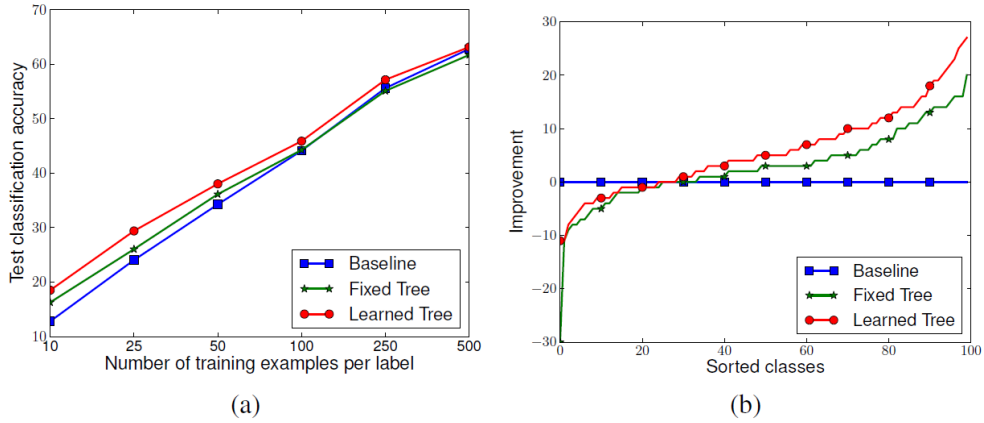 70
60
50
40
30
20
10
Test classification accuracy
10 25 50 100 250 500
Number of training examples per label
Baseline
Fixed Tree
Learned Tree
(a)
30
20
10
0
−10
−20
−30
Improvement
0 20 40 60 80 100
Sorted classes
Baseline
Fixed Tree
Learned Tree
(b)